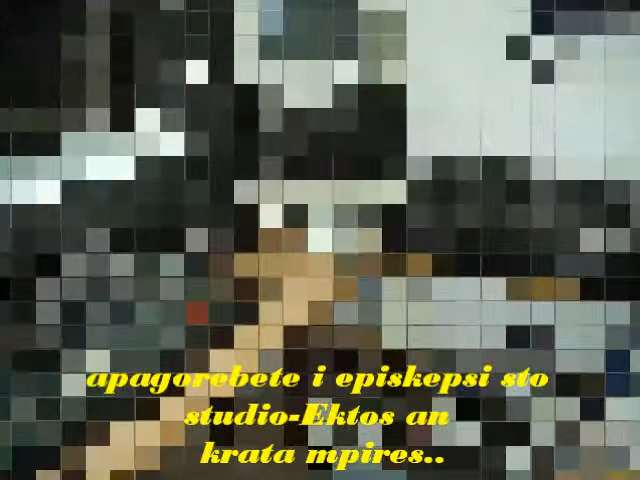 apagorebete i episkepsi sto
studio-Ektos an
krata mpires..